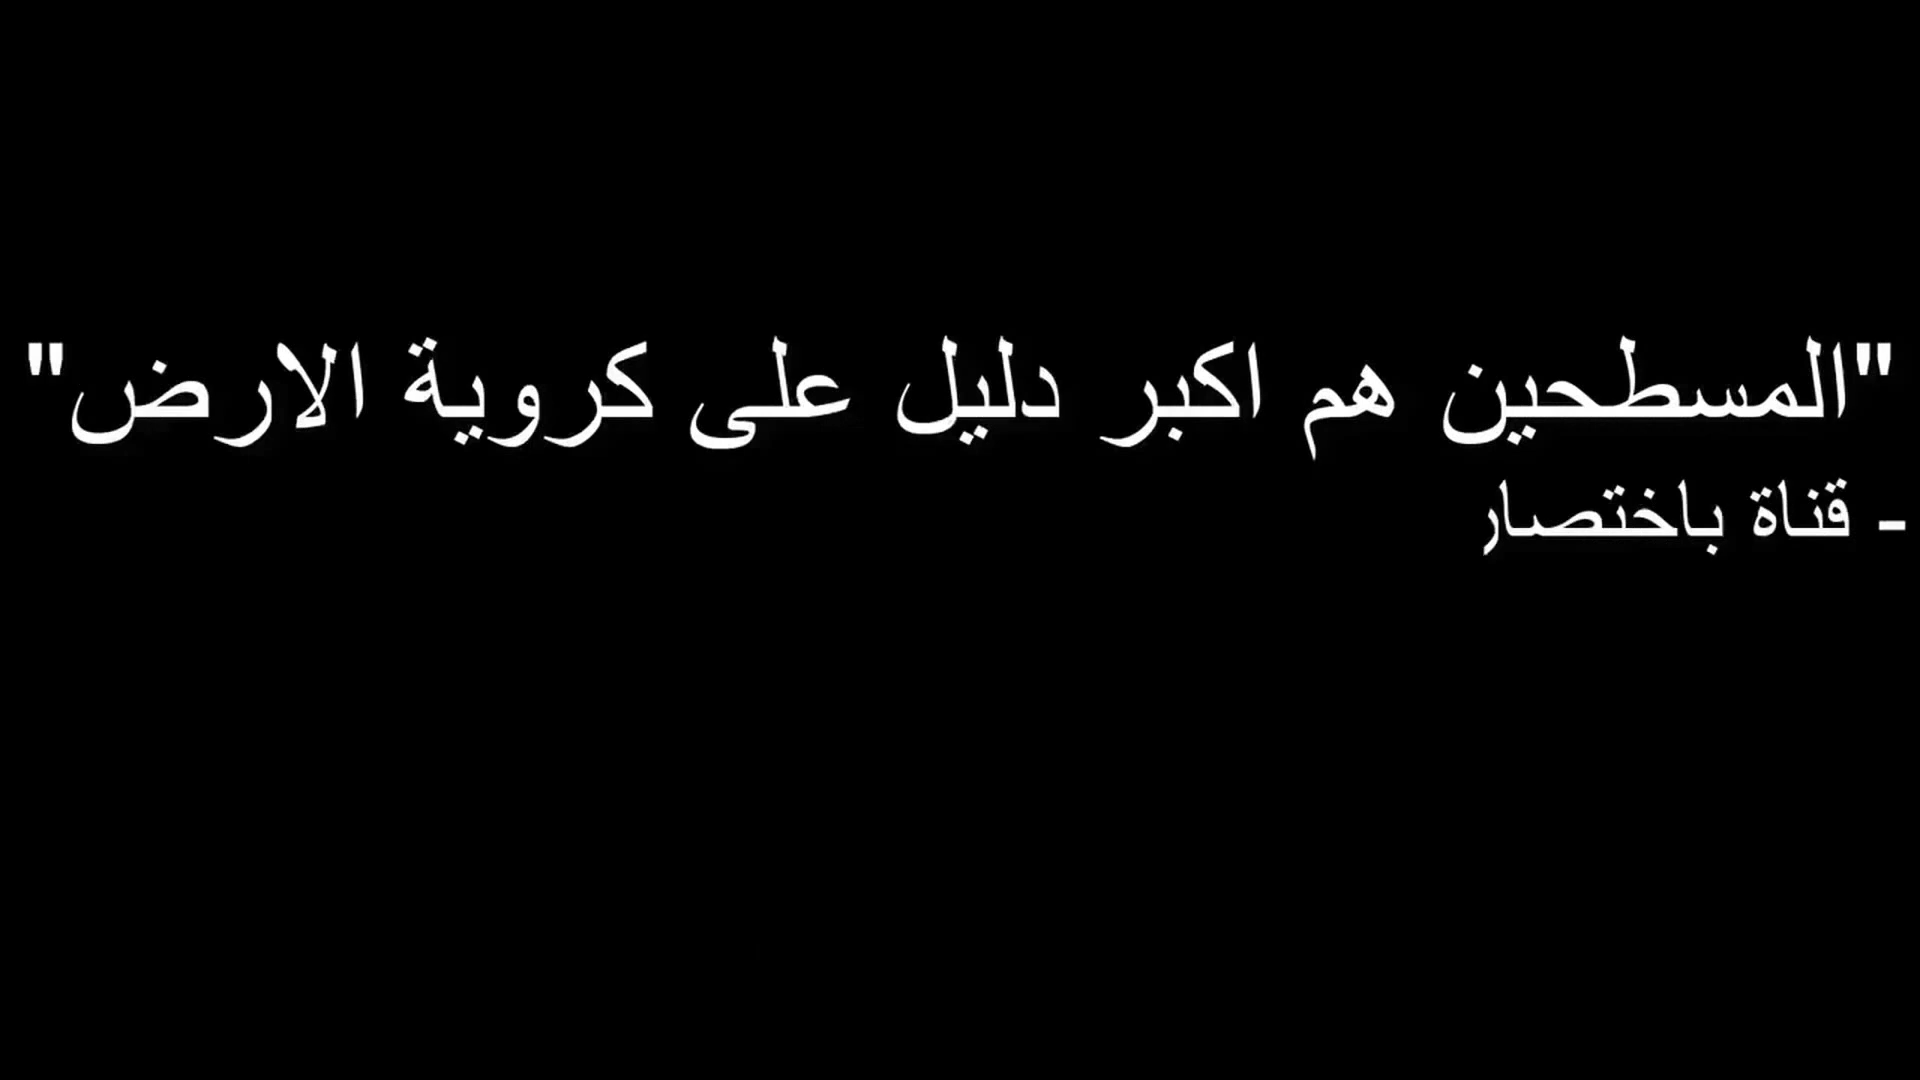 "المسطحين هم اكبر دليل على كروية الارض"
- قناة باختصار